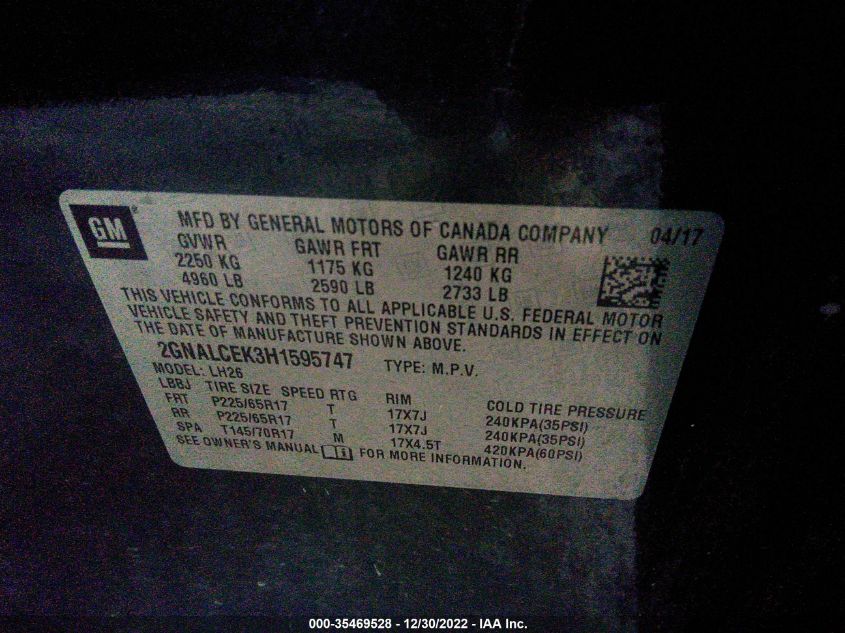 GM
MFD BY GENERAL MOTORS OF CANADA COMPANY 04/17
GVWR GAWR FRT GAWR RR
2250 KG 1175 KG 1240 KG
4960 LB 2590 LB 2733 LB
THIS VEHICLE CONFORMS TO ALL APPLICABLE U.S. FEDERAL MOTOR
VEHICLE SAFETY AND THEFT PREVENTION STANDARDS IN EFFECT ON
THE DATE OF MANUFACTURE SHOWN ABOVE.
2GNALCEK3H1595747 TYPE: M.P.V.
MODEL: LH26
LBBJ TIRE SIZE SPEED RTG RIM COLD TIRE PRESSURE
FRT P225/65R17 T 17X7J 240KPA(35PSI)
RR P225/65R17 T 17X7J 240KPA(35PSI)
SPA T145/70R17 M 17X4.5T 420KPA(60PSI)
SEE OWNER'S MANUAL FOR MORE INFORMATION.
000-35469528 - 12/30/2022 - IAA Inc.